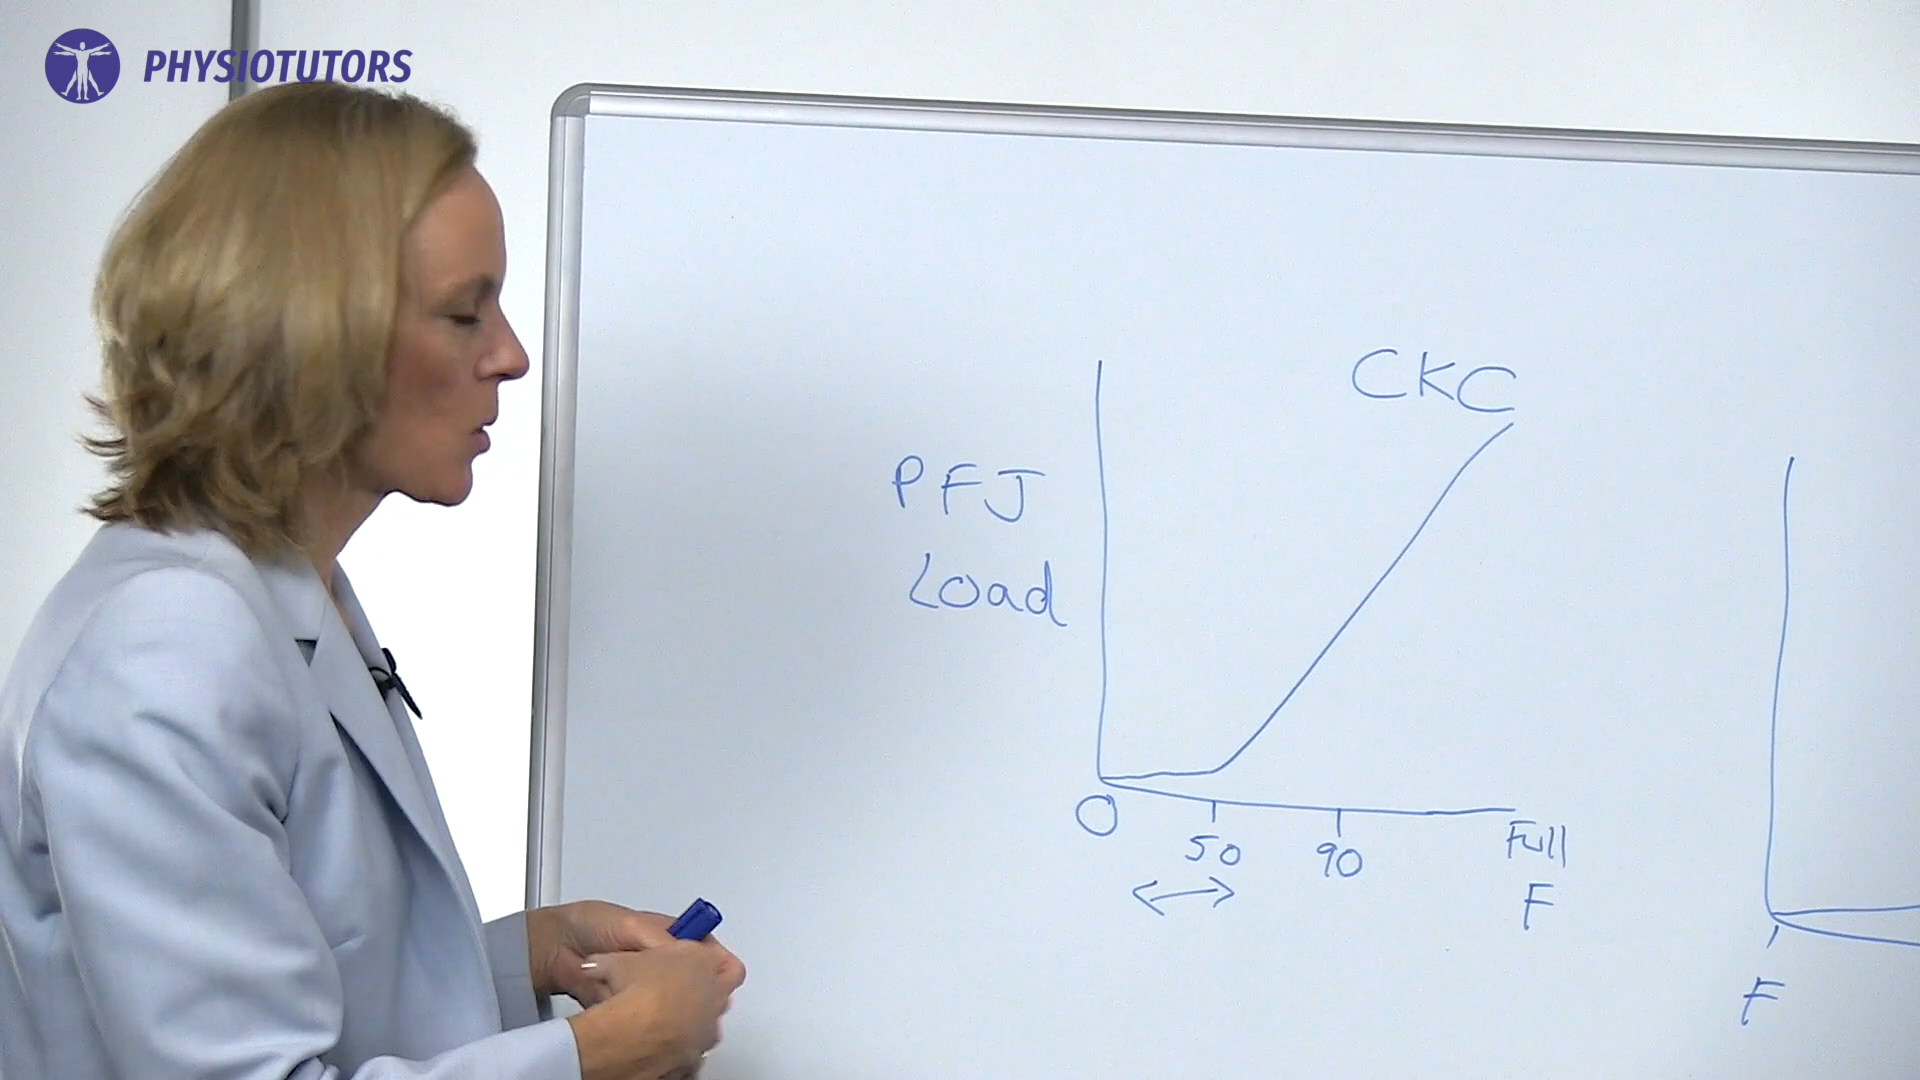 PHYSIOTUTORS
CKC
PFJ
Load
0 50 90 Full
F
F